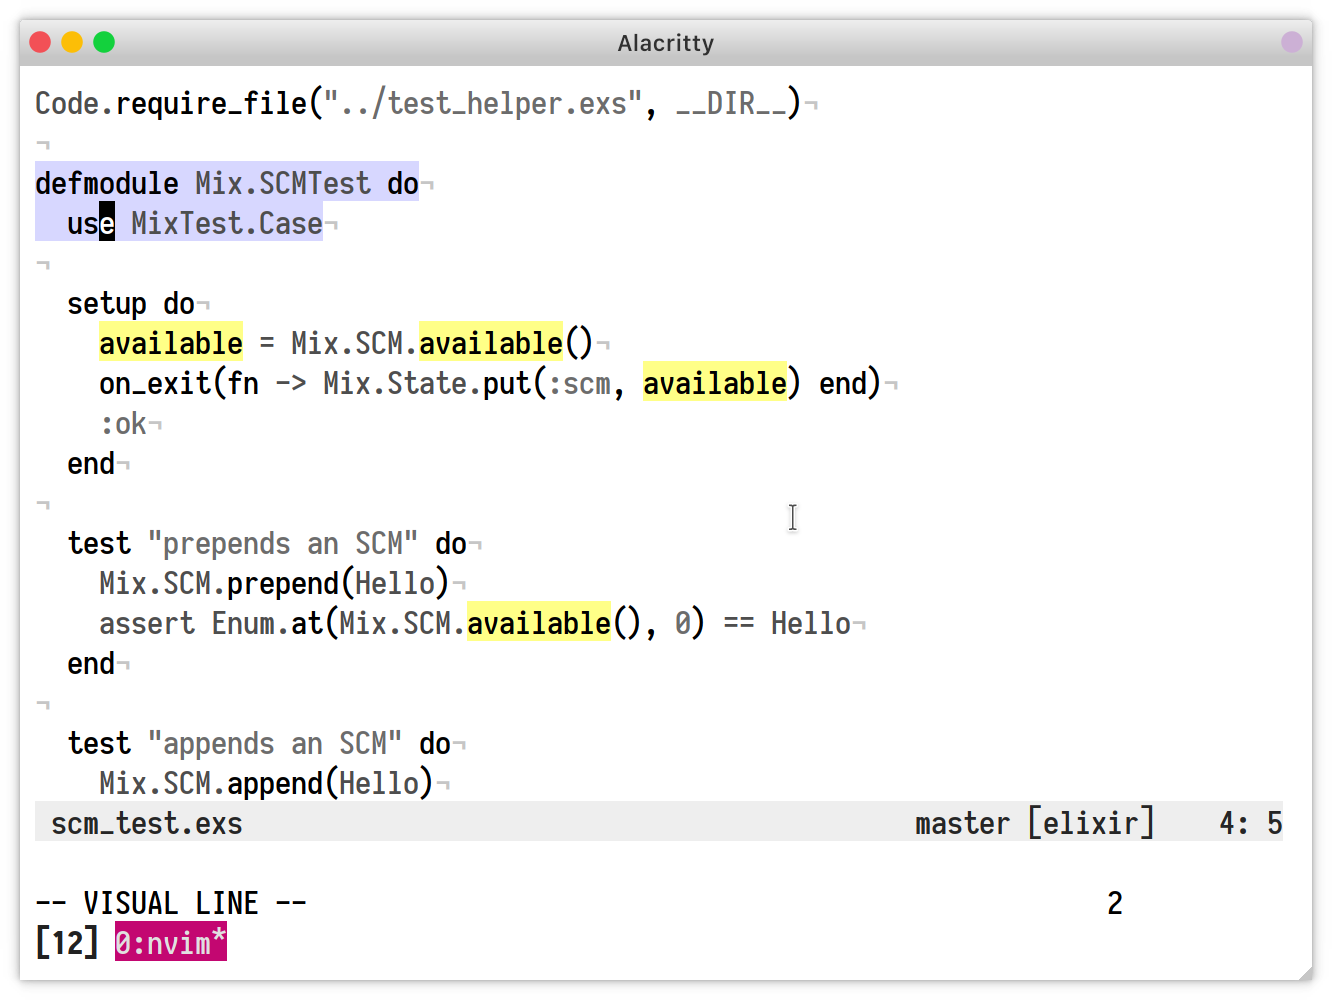 Alacritty
Code.require_file("../test_helper.exs", __DIR__)¬
¬
defmodule Mix.SCMTest do¬
  use MixTest.Case¬
¬
  setup do¬
    available = Mix.SCM.available()¬
    on_exit(fn -> Mix.State.put(:scm, available) end)¬
    :ok¬
  end¬
¬
  test "prepends an SCM" do¬
    Mix.SCM.prepend(Hello)¬
    assert Enum.at(Mix.SCM.available(), 0) == Hello¬
  end¬
¬
  test "appends an SCM" do¬
    Mix.SCM.append(Hello)¬
scm_test.exs master [elixir] 4: 5
-- VISUAL LINE -- 2
[12] 0:nvim*